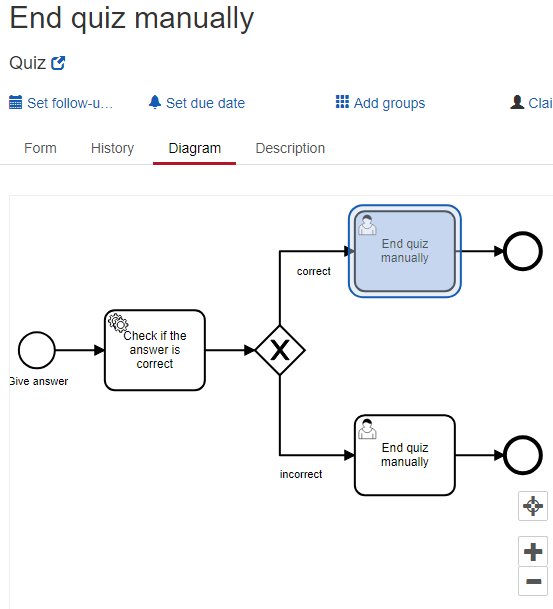 End quiz manually
Quiz
Set follow-u...
Set due date
Add groups
Clai
Form
History
Diagram
Description
End quiz
manually
correct
Check if the
answer is
correct
X
Give answer
End quiz
manually
incorrect